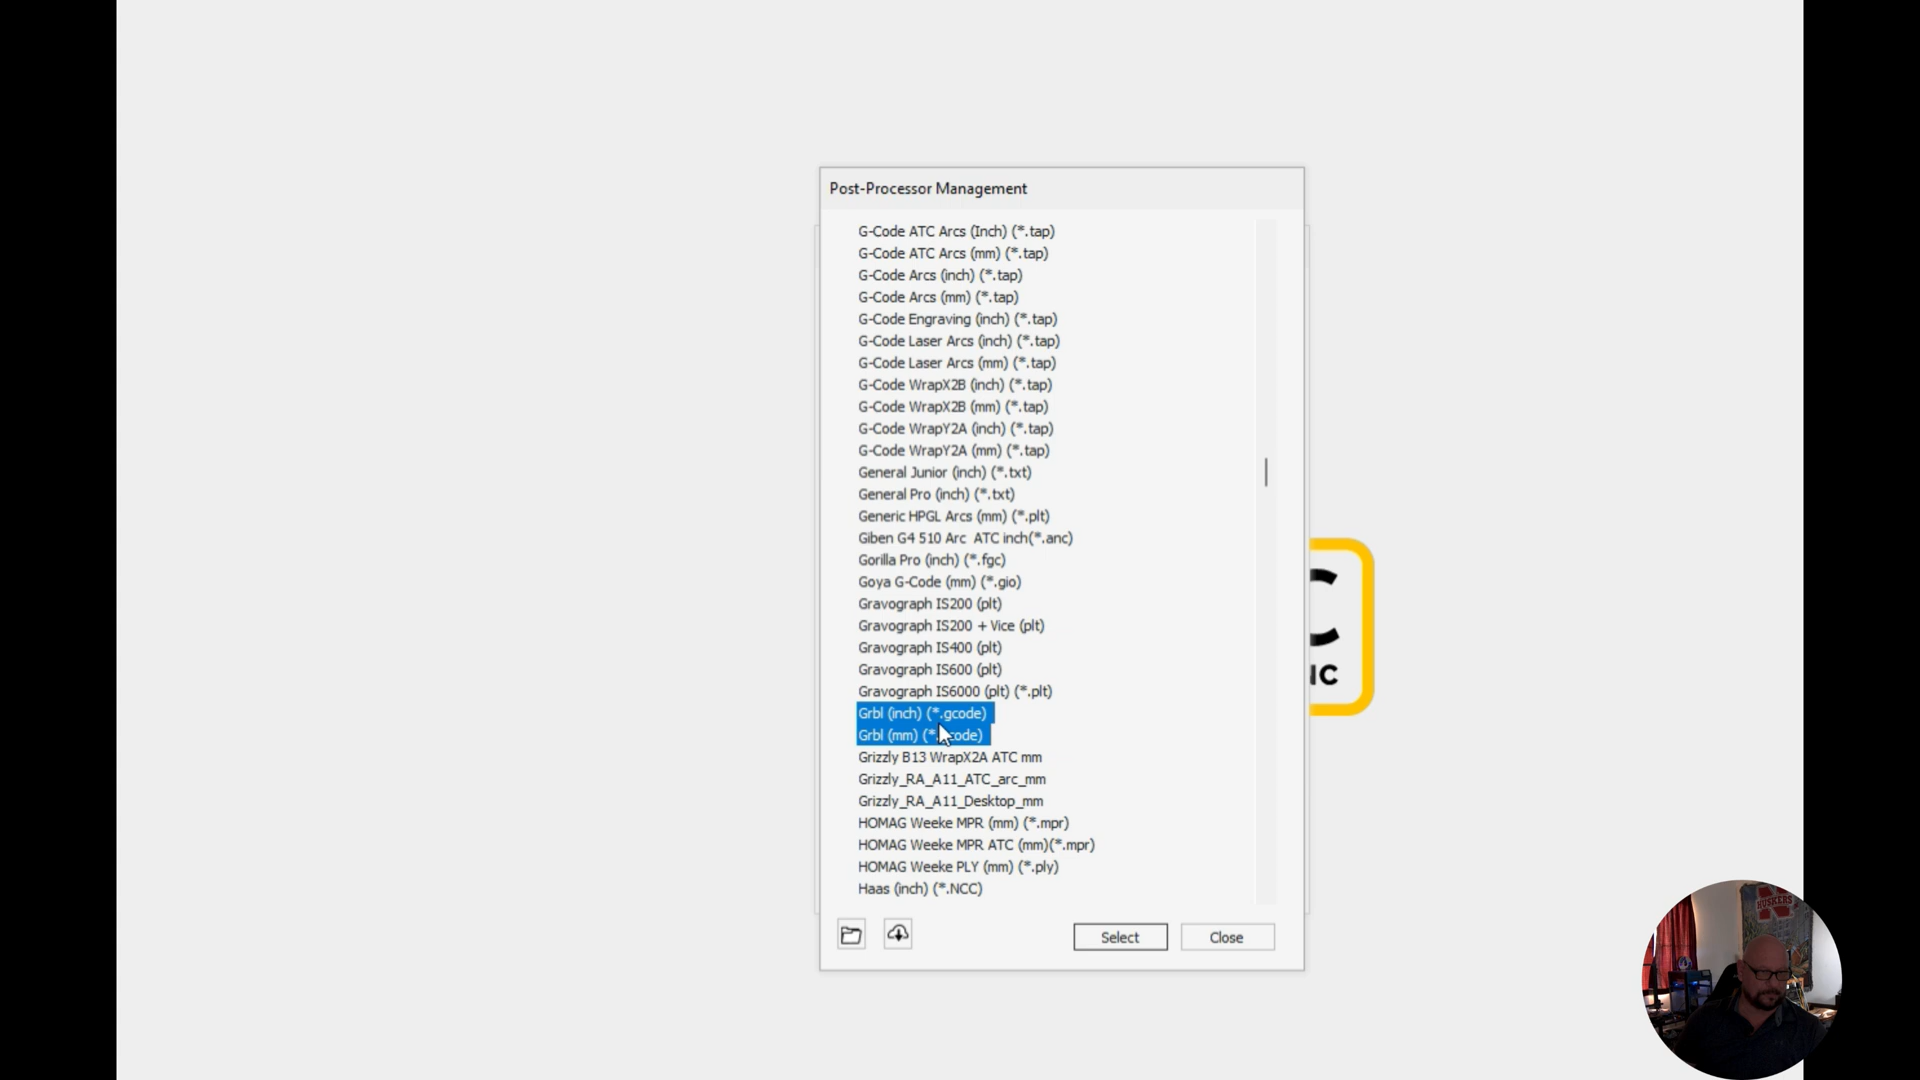 Post-Processor Management
G-Code ATC Arcs (Inch) (*.tap)
G-Code ATC Arcs (mm) (*.tap)
G-Code Arcs (inch) (*.tap)
G-Code Arcs (mm) (*.tap)
G-Code Engraving (inch) (*.tap)
G-Code Laser Arcs (inch) (*.tap)
G-Code Laser Arcs (mm) (*.tap)
G-Code WrapX2B (inch) (*.tap)
G-Code WrapX2B (mm) (*.tap)
G-Code WrapY2A (inch) (*.tap)
G-Code WrapY2A (mm) (*.tap)
General Junior (inch) (*.txt)
General Pro (inch) (*.txt)
Generic HPGL Arcs (mm) (*.plt)
Giben G4 510 Arc ATC inch(*.anc)
Gorilla Pro (inch) (*.fgc)
Goya G-Code (mm) (*.gio)
Gravograph IS200 (plt)
Gravograph IS200 + Vice (plt)
Gravograph IS400 (plt)
Gravograph IS600 (plt)
Gravograph IS6000 (plt) (*.plt)
Grbl (inch) (*.gcode)
Grbl (mm) (*.gcode)
Grizzly B13 WrapX2A ATC mm
Grizzly_RA_A11_ATC_arc_mm
Grizzly_RA_A11_Desktop_mm
HOMAG Weeke MPR (mm) (*.mpr)
HOMAG Weeke MPR ATC (mm)(*.mpr)
HOMAG Weeke PLY (mm) (*.ply)
Haas (inch) (*.NCC)
Select
Close
HUSKERS
N